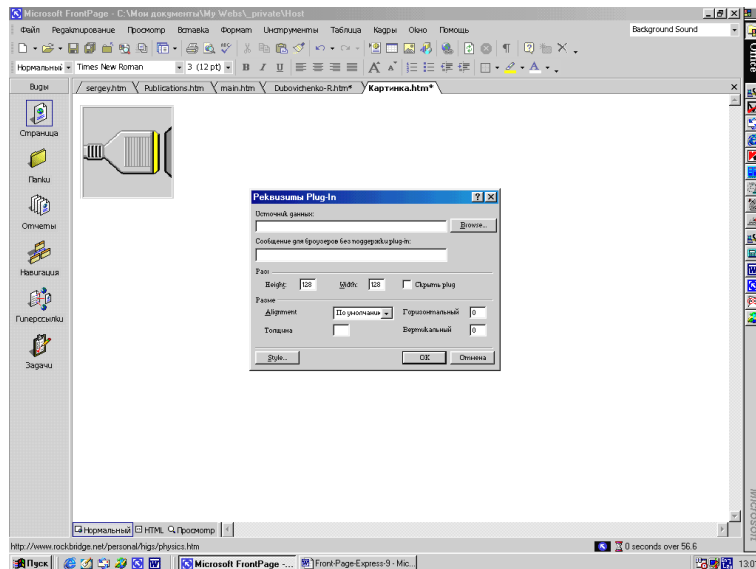 Microsoft FrontPage - C:\Мои документы\My Webs\_private\Host
Файл Редактирование Просмотр Вставка Формат Инструменты Таблица Кадры Окно Помощь
Background Sound
Нормальный Times New Roman 3 (12 pt) B I U A A A
Виды
sergey.htm Publications.htm main.htm Dubovichenko-R.htm* Картинка.htm*
Страница
Папки
Отчеты
Навигация
Гиперссылки
Задачи
Реквизиты Plug-In
Источник данных:
Browse...
Сообщение для броузеров без поддержки plug-in:
Разм
Height: 128 Width: 128 Скрыть plug
Разме
Alignment По умолчанию Горизонтальный 0
Толщина Вертикальный 0
Style... OK Отмена
Нормальный HTML Просмотр
http://www.rockbridge.net/personal/higs/physics.htm
0 seconds over 56.6
Пуск Microsoft FrontPage -... Front-Page-Express-9 - Mic...
Office
Microsoft